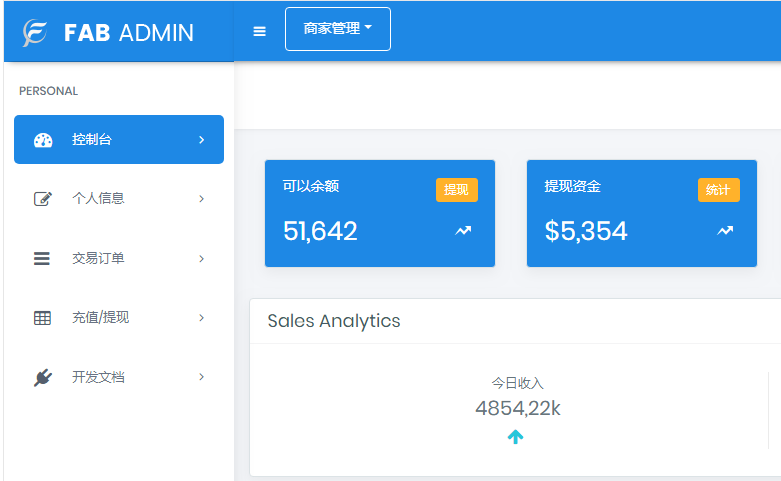 FAB ADMIN
商家管理
PERSONAL
控制台
个人信息
交易订单
充值/提现
开发文档
可以余额
提现
51,642
提现资金
统计
$5,354
Sales Analytics
今日收入
4854,22k